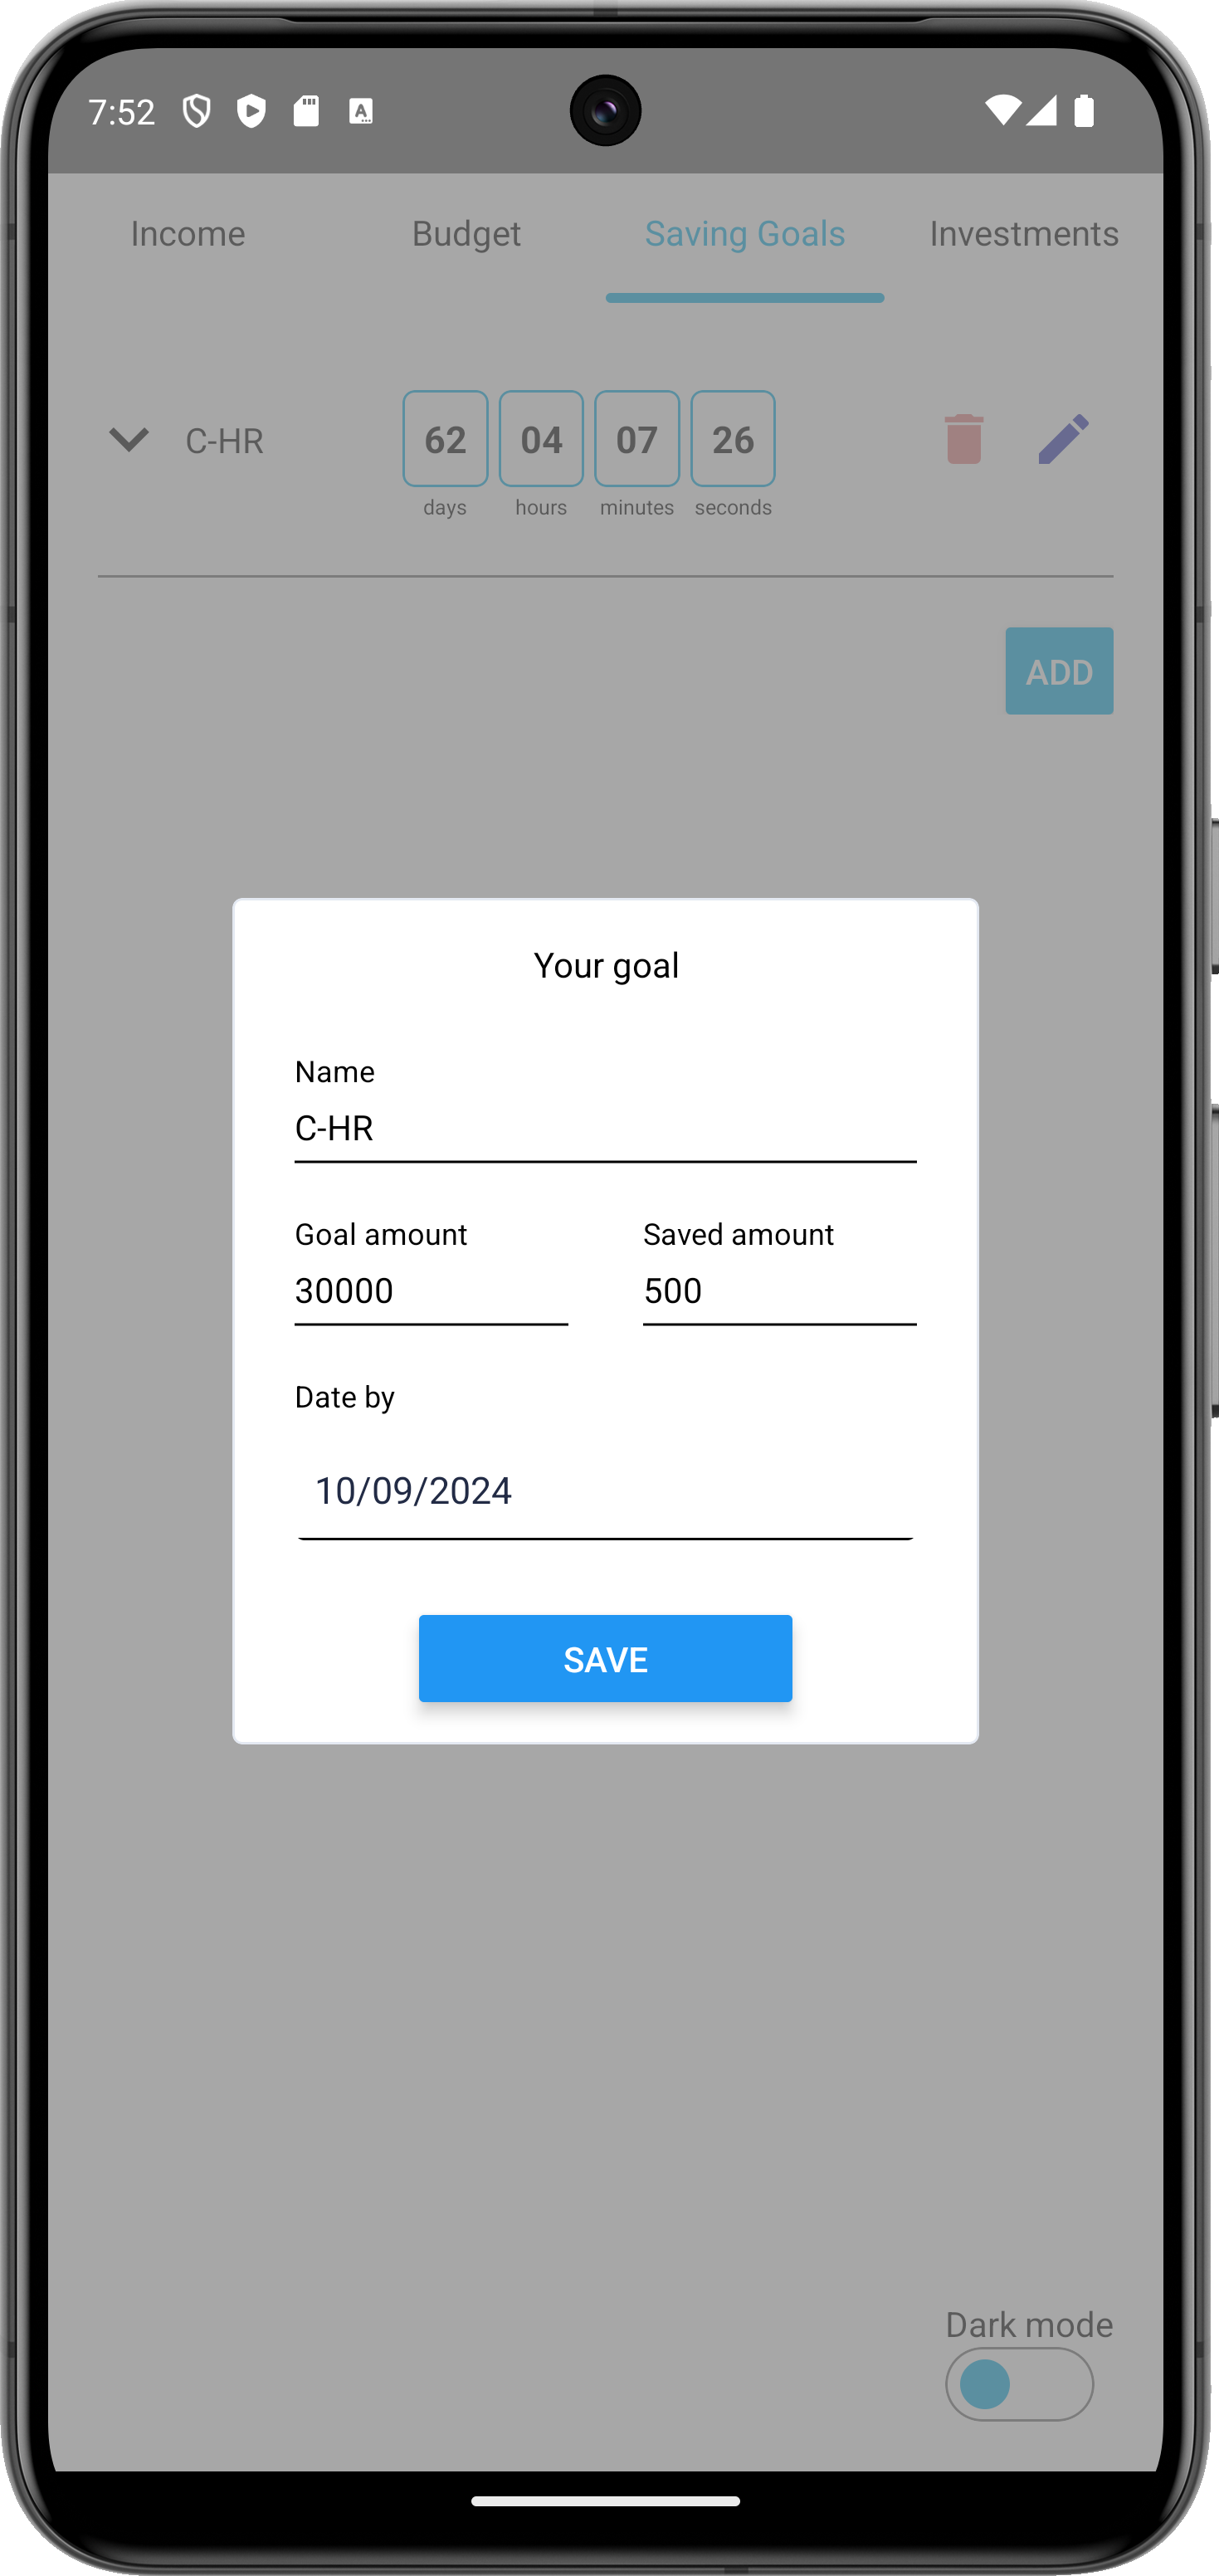 7:52
Income Budget Saving Goals Investments
C-HR 62 04 07 26
days hours minutes seconds
ADD
Your goal
Name
C-HR
Goal amount Saved amount
30000 500
Date by
10/09/2024
SAVE
Dark mode